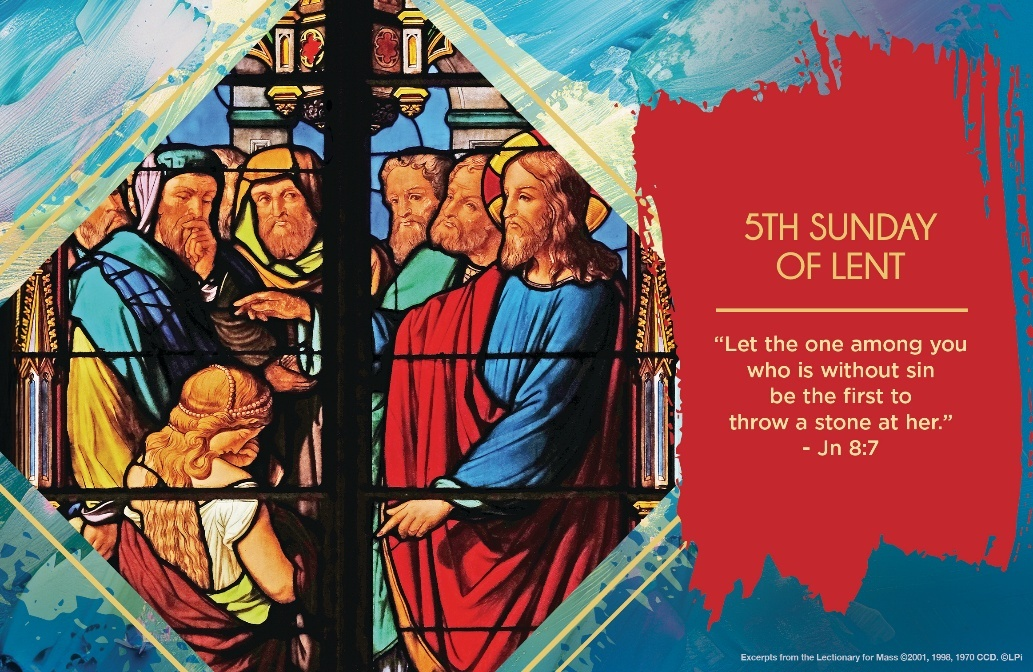 5TH SUNDAY
OF LENT
“Let the one among you
who is without sin
be the first to
throw a stone at her.”
- Jn 8:7
Excerpts from the Lectionary for Mass ©2001, 1998, 1970 CCD. ©LPi